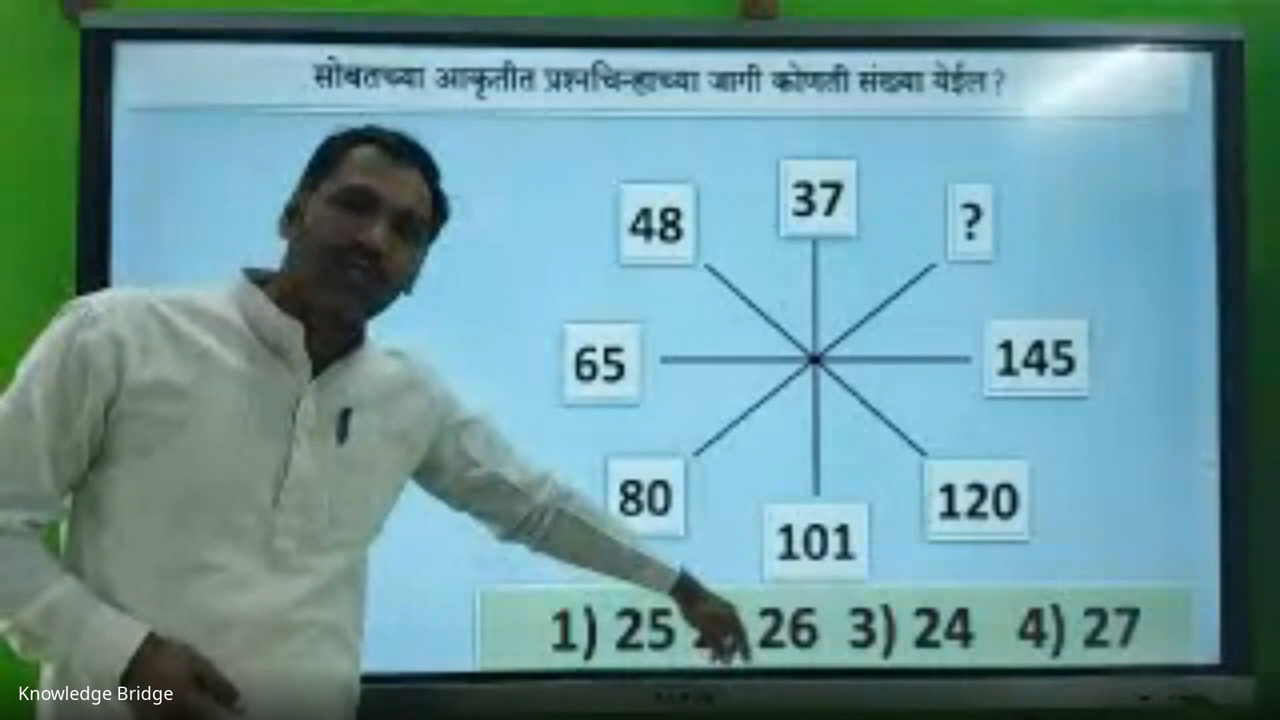 सोबतच्या आकृतीत प्रश्नचिन्हाच्या जागी कोणती संख्या येईल?
37
48
?
65
145
80
120
101
1) 25 26 3) 24 4) 27
Knowledge Bridge